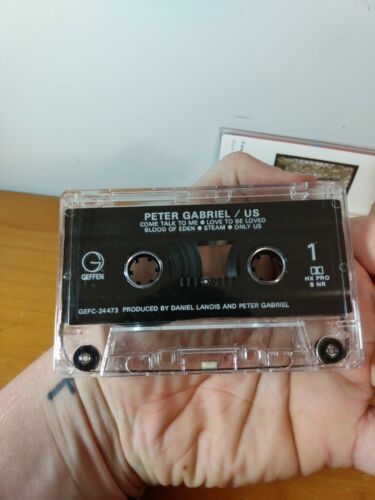 PETER GABRIEL / US
COME TALK TO ME ● LOVE TO BE LOVED
BLOOD OF EDEN ● STEAM ● ONLY US
G
GEFFEN
1
HX PRO
B NR
GEFC-24473 PRODUCED BY DANIEL LANOIS AND PETER GABRIEL